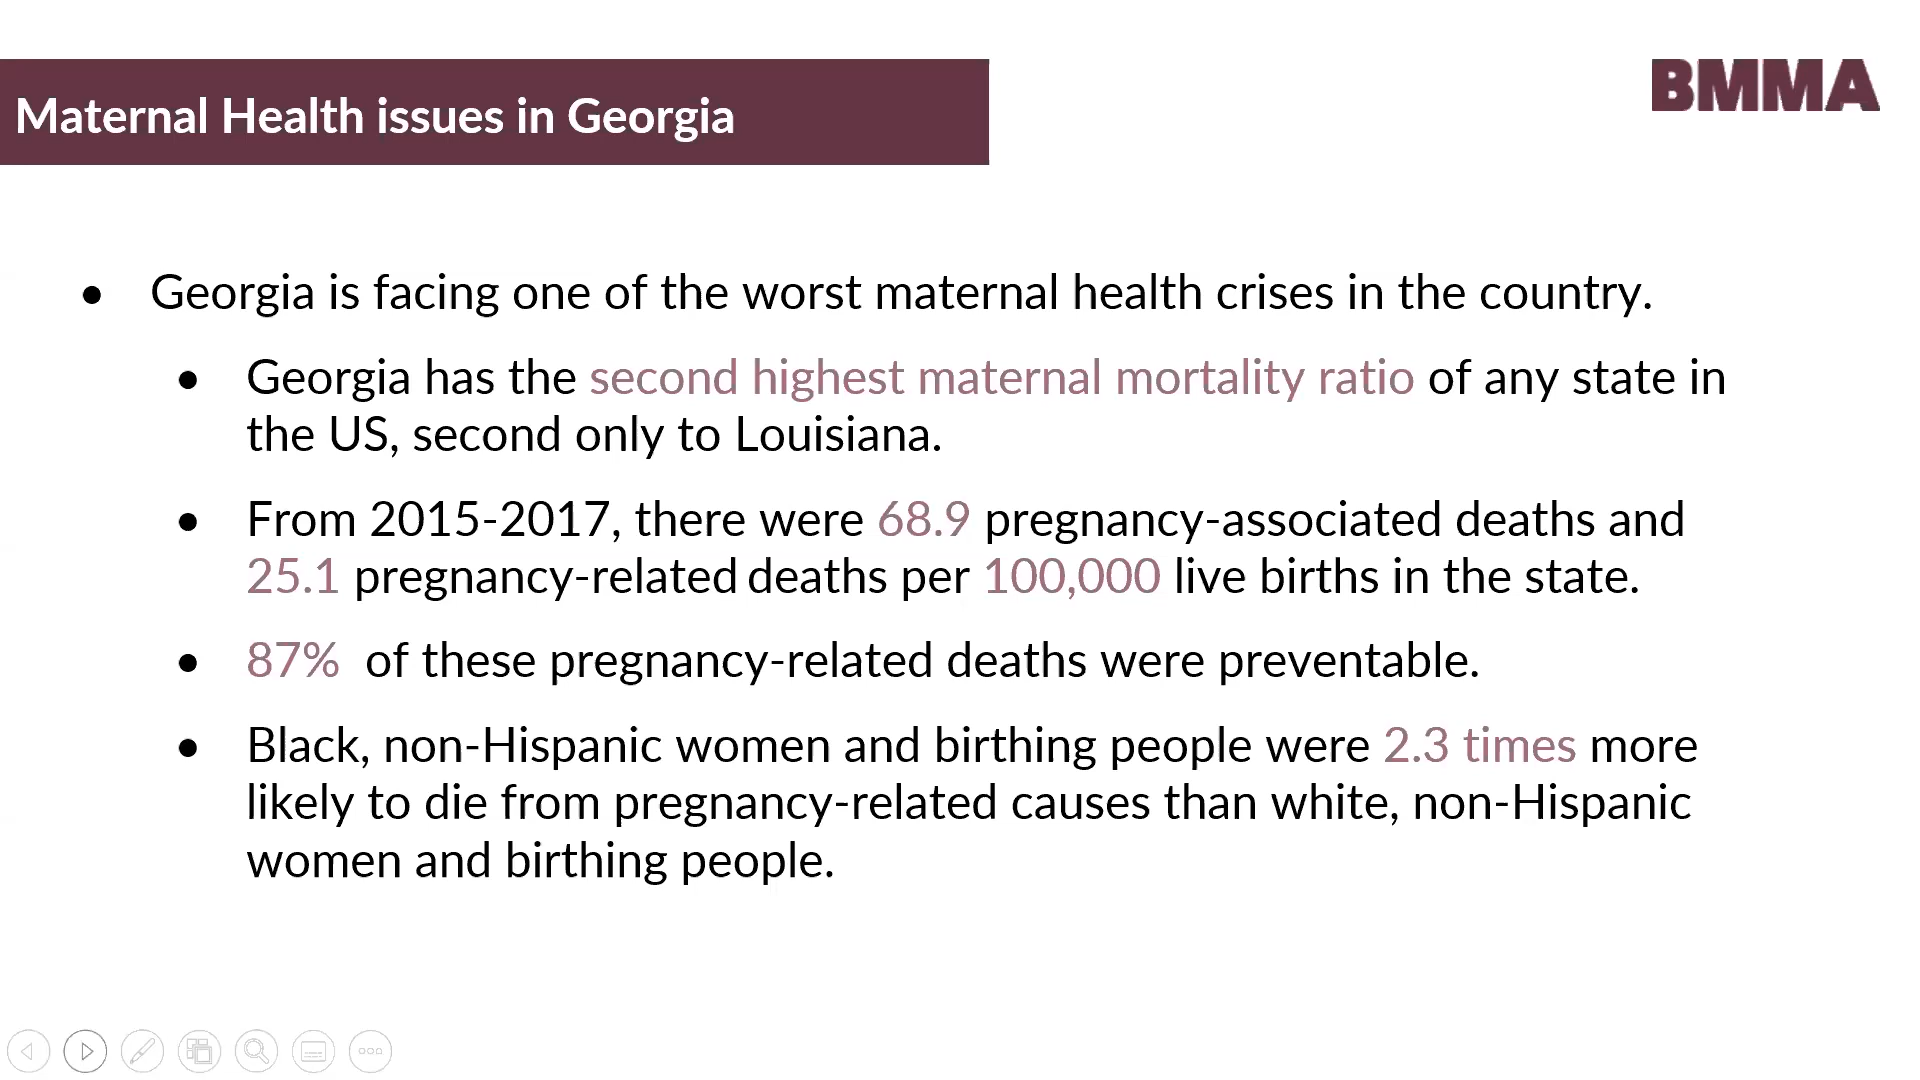 Maternal Health issues in Georgia
BMMA
• Georgia is facing one of the worst maternal health crises in the country.
• Georgia has the second highest maternal mortality ratio of any state in
the US, second only to Louisiana.
• From 2015-2017, there were 68.9 pregnancy-associated deaths and
25.1 pregnancy-related deaths per 100,000 live births in the state.
• 87% of these pregnancy-related deaths were preventable.
• Black, non-Hispanic women and birthing people were 2.3 times more
likely to die from pregnancy-related causes than white, non-Hispanic
women and birthing people.